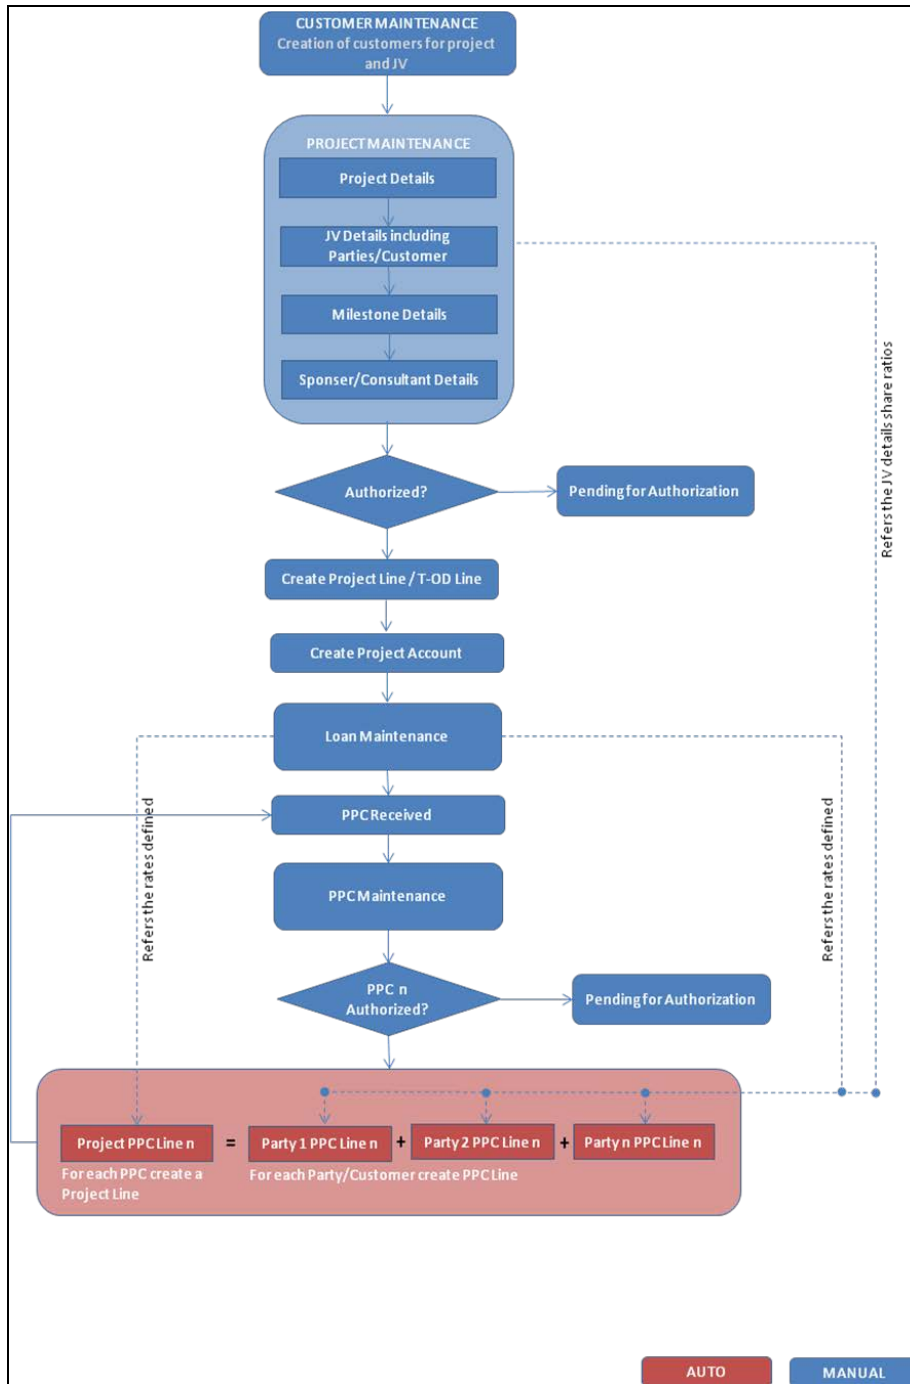 CUSTOMER MAINTENANCE
Creation of customers for project
and JV
PROJECT MAINTENANCE
Project Details
JV Details including
Parties/Customer
Milestone Details
Sponser/Consultant Details
Refers the JV details share ratios
Authorized?
Pending for Authorization
Create Project Line / T-OD Line
Create Project Account
Loan Maintenance
Refers the rates defined
Refers the rates defined
PPC Received
PPC Maintenance
PPC n
Authorized?
Pending for Authorization
Project PPC Line n = Party 1 PPC Line n + Party 2 PPC Line n + Party n PPC Line n
For each PPC create a
Project Line
For each Party/Customer create PPC Line
AUTO
MANUAL